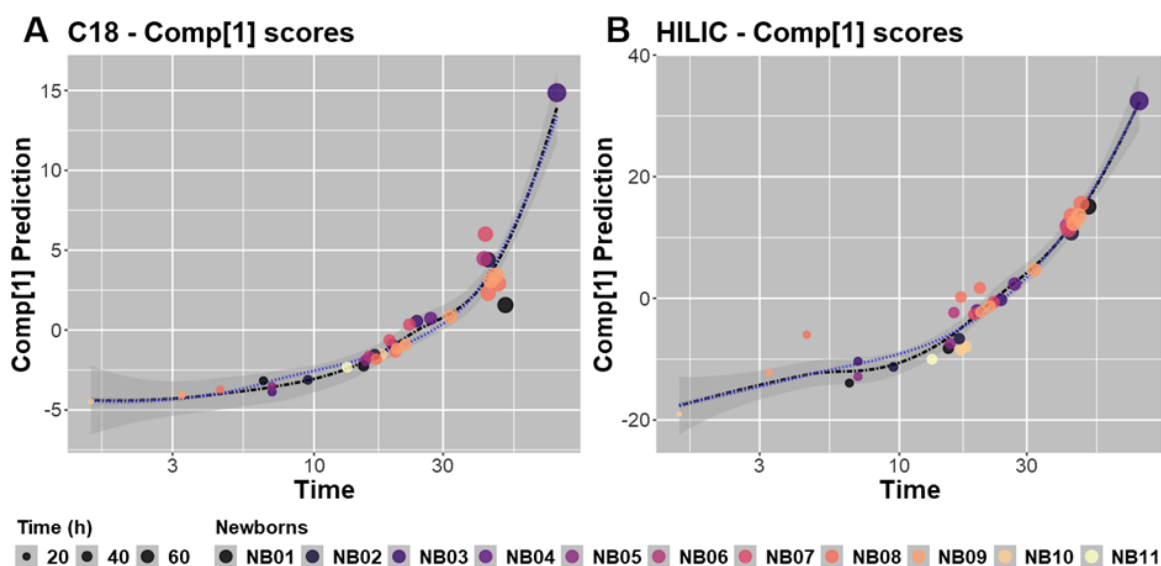 A C18 - Comp[1] scores
15
10
5
0
-5
Comp[1] Prediction
3 10 30
Time
B HILIC - Comp[1] scores
40
20
0
-20
Comp[1] Prediction
3 10 30
Time
Time (h)
20 40 60
Newborns
NB01 NB02 NB03 NB04 NB05 NB06 NB07 NB08 NB09 NB10 NB11